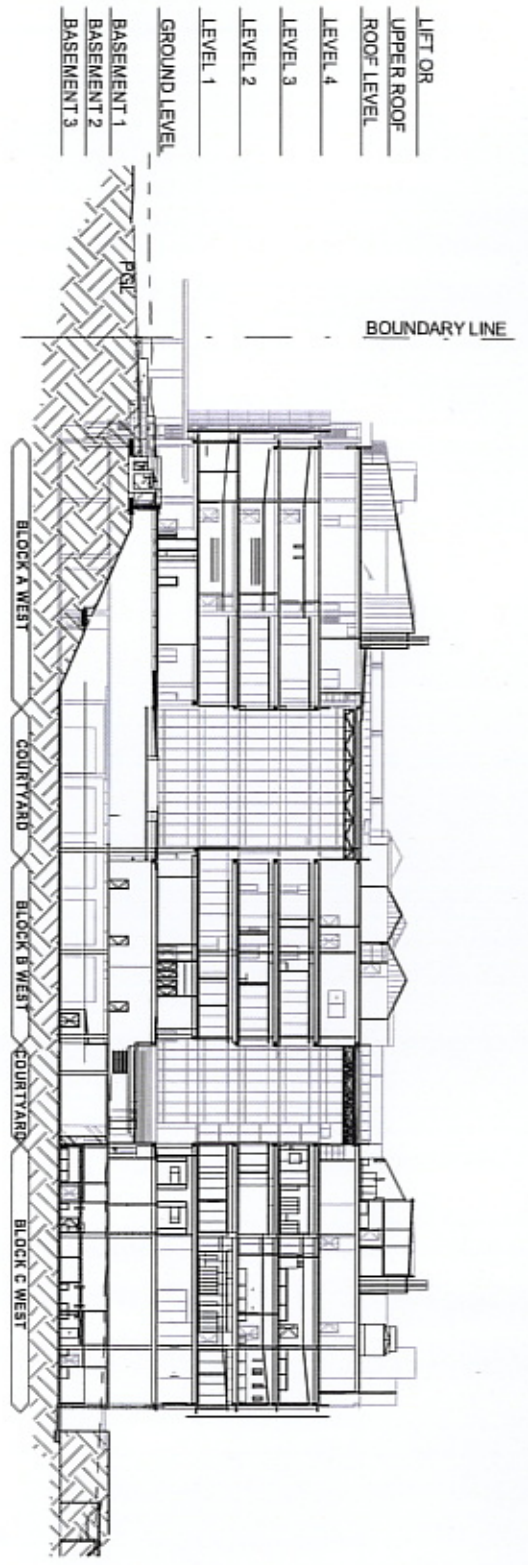 LIFT OR
UPPER ROOF
ROOF LEVEL
LEVEL 4
LEVEL 3
LEVEL 2
LEVEL 1
GROUND LEVEL
BASEMENT 1
BASEMENT 2
BASEMENT 3
PGL
BOUNDARY LINE
BLOCK A WEST
COURTYARD
BLOCK B WEST
COURTYARD
BLOCK C WEST